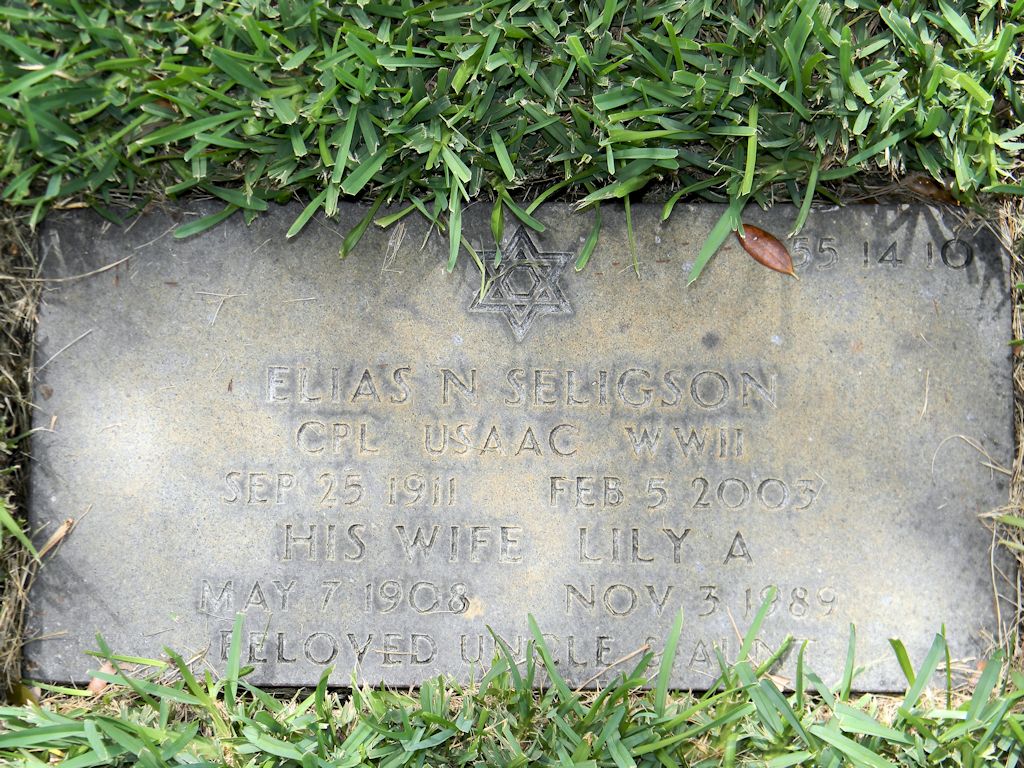 55 14 10
ELIAS N SELIGSON
CPL USAAC WWII
SEP 25 1911 FEB 5 2003
HIS WIFE LILY A
MAY 7 1908 NOV 3 1989
BELOVED UNCLE & AUNT